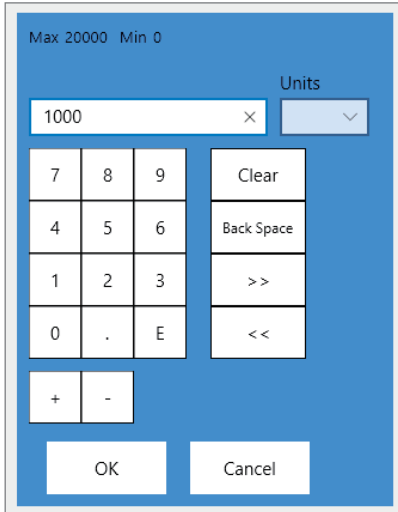 Max 20000 Min 0
Units
1000
7 8 9 Clear
4 5 6 Back Space
1 2 3 >>
0 . E <<
+ -
OK Cancel